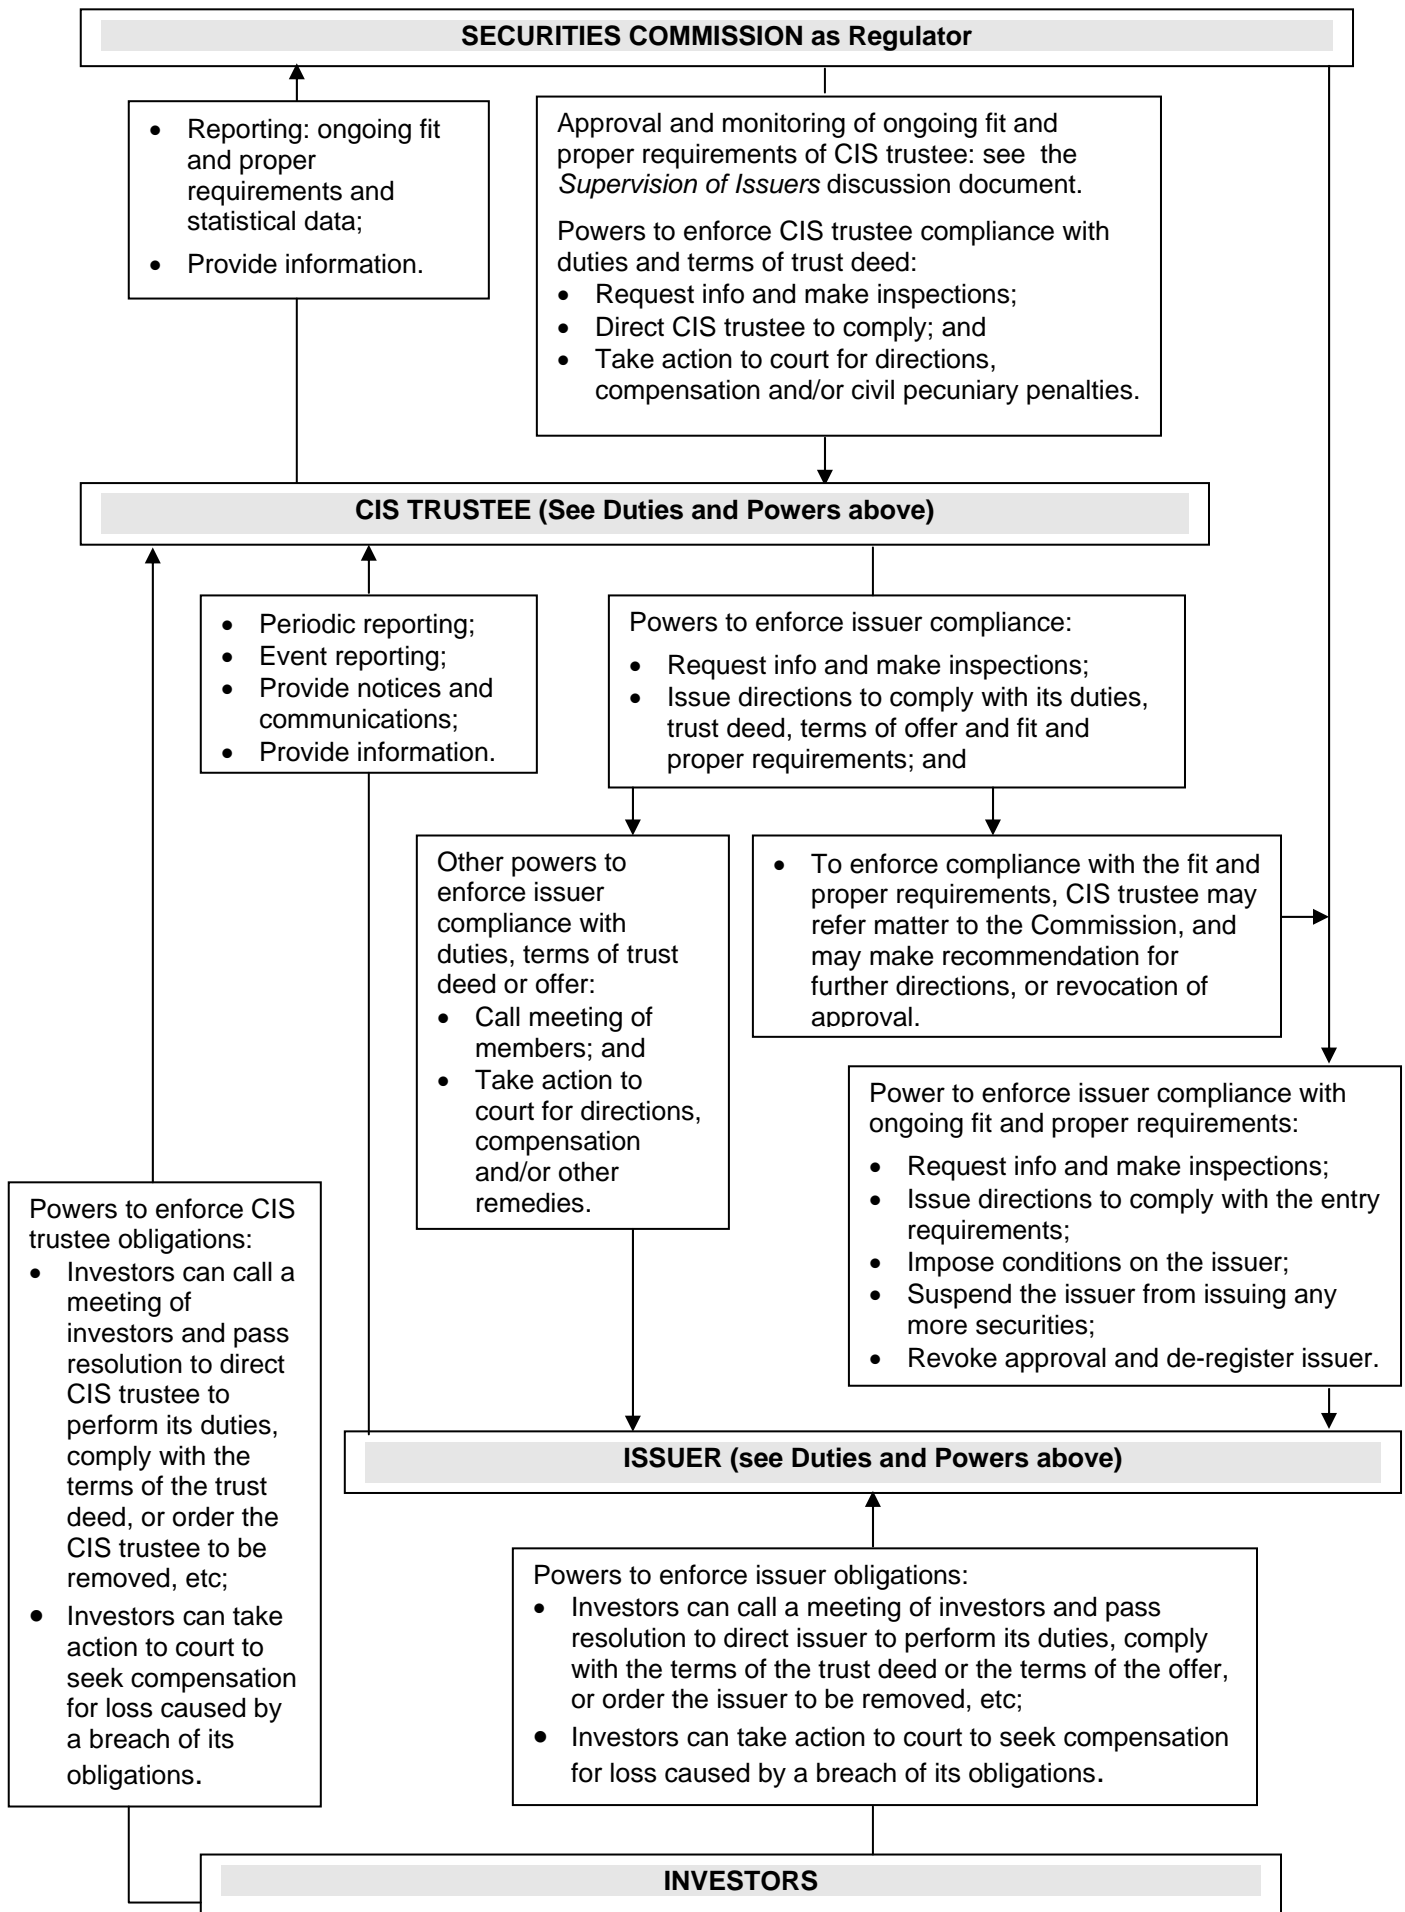 SECURITIES COMMISSION as Regulator
• Reporting: ongoing fit
and proper
requirements and
statistical data;
• Provide information.
Approval and monitoring of ongoing fit and
proper requirements of CIS trustee: see the
Supervision of Issuers discussion document.
Powers to enforce CIS trustee compliance with
duties and terms of trust deed:
• Request info and make inspections;
• Direct CIS trustee to comply; and
• Take action to court for directions,
compensation and/or civil pecuniary penalties.
CIS TRUSTEE (See Duties and Powers above)
• Periodic reporting;
• Event reporting;
• Provide notices and
communications;
• Provide information.
Powers to enforce issuer compliance:
• Request info and make inspections;
• Issue directions to comply with its duties,
trust deed, terms of offer and fit and
proper requirements; and
Other powers to
enforce issuer
compliance with
duties, terms of trust
deed or offer:
• Call meeting of
members; and
• Take action to
court for directions,
compensation
and/or other
remedies.
• To enforce compliance with the fit and
proper requirements, CIS trustee may
refer matter to the Commission, and
may make recommendation for
further directions, or revocation of
approval.
Power to enforce issuer compliance with
ongoing fit and proper requirements:
• Request info and make inspections;
• Issue directions to comply with the entry
requirements;
• Impose conditions on the issuer;
• Suspend the issuer from issuing any
more securities;
• Revoke approval and de-register issuer.
Powers to enforce CIS
trustee obligations:
• Investors can call a
meeting of
investors and pass
resolution to direct
CIS trustee to
perform its duties,
comply with the
terms of the trust
deed, or order the
CIS trustee to be
removed, etc;
• Investors can take
action to court to
seek compensation
for loss caused by
a breach of its
obligations.
ISSUER (see Duties and Powers above)
Powers to enforce issuer obligations:
• Investors can call a meeting of investors and pass
resolution to direct issuer to perform its duties, comply
with the terms of the trust deed or the terms of the offer,
or order the issuer to be removed, etc;
• Investors can take action to court to seek compensation
for loss caused by a breach of its obligations.
INVESTORS